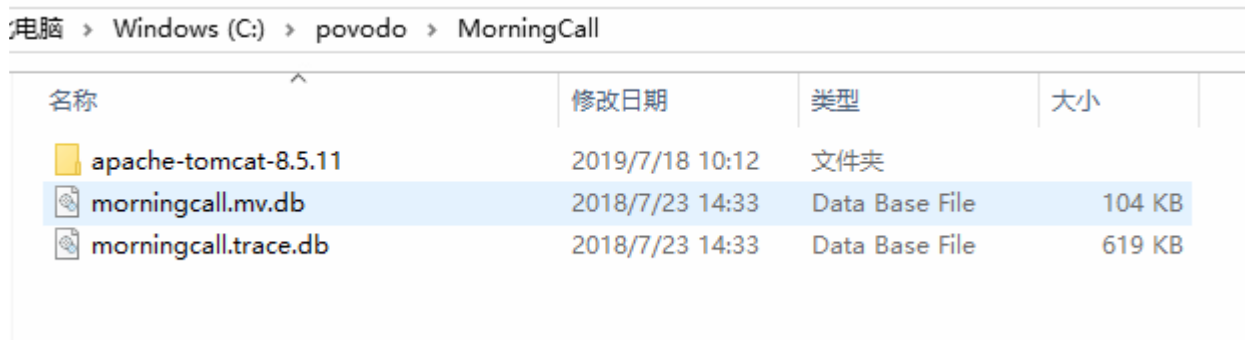 电脑 > Windows (C:) > povodo > MorningCall
名称 修改日期 类型 大小
apache-tomcat-8.5.11 2019/7/18 10:12 文件夹
morningcall.mv.db 2018/7/23 14:33 Data Base File 104 KB
morningcall.trace.db 2018/7/23 14:33 Data Base File 619 KB